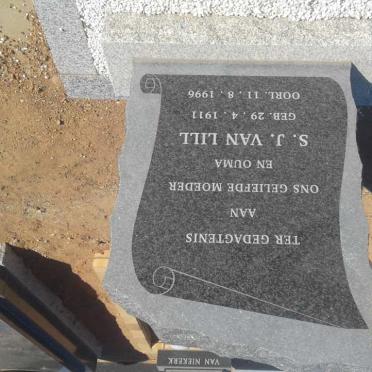 TER GEDAGTENIS
AAN
ONS GELIEFDE MOEDER
EN OUMA
S. J. VAN LILL
GEB. 29 . 4 . 1911
OORL. 11 . 8 . 1996
VAN NIEKERK